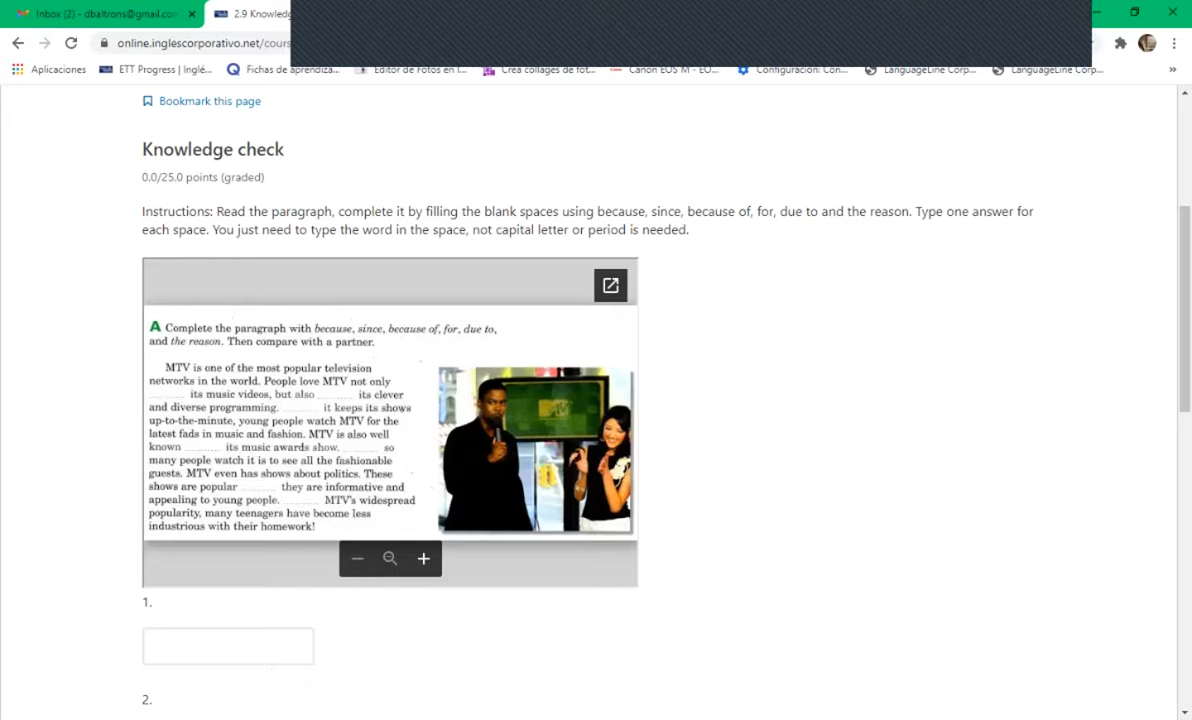 Inbox (2) - dbaltrons@gmail.com
2.9 Knowledg
online.inglescorporativo.net/cours
Aplicaciones
ETT Progress | Inglé...
Fichas de aprendiza...
Editor de Fotos en l...
Crea collages de fot...
Canon EOS M - EO...
Configuración: Con...
LanguageLine Corp...
LanguageLine Corp...
»
Bookmark this page
Knowledge check
0.0/25.0 points (graded)
Instructions: Read the paragraph, complete it by filling the blank spaces using because, since, because of, for, due to and the reason. Type one answer for
each space. You just need to type the word in the space, not capital letter or period is needed.
A Complete the paragraph with because, since, because of, for, due to,
and the reason. Then compare with a partner.
MTV is one of the most popular television
networks in the world. People love MTV not only
........ its music videos, but also ........ its clever
and diverse programming. ........ it keeps its shows
up-to-the-minute, young people watch MTV for the
latest fads in music and fashion. MTV is also well
known ........ its music awards show. ........ so
many people watch it is to see all the fashionable
guests. MTV even has shows about politics. These
shows are popular ........ they are informative and
appealing to young people. ........ MTV's widespread
popularity, many teenagers have become less
industrious with their homework!
1.
2.